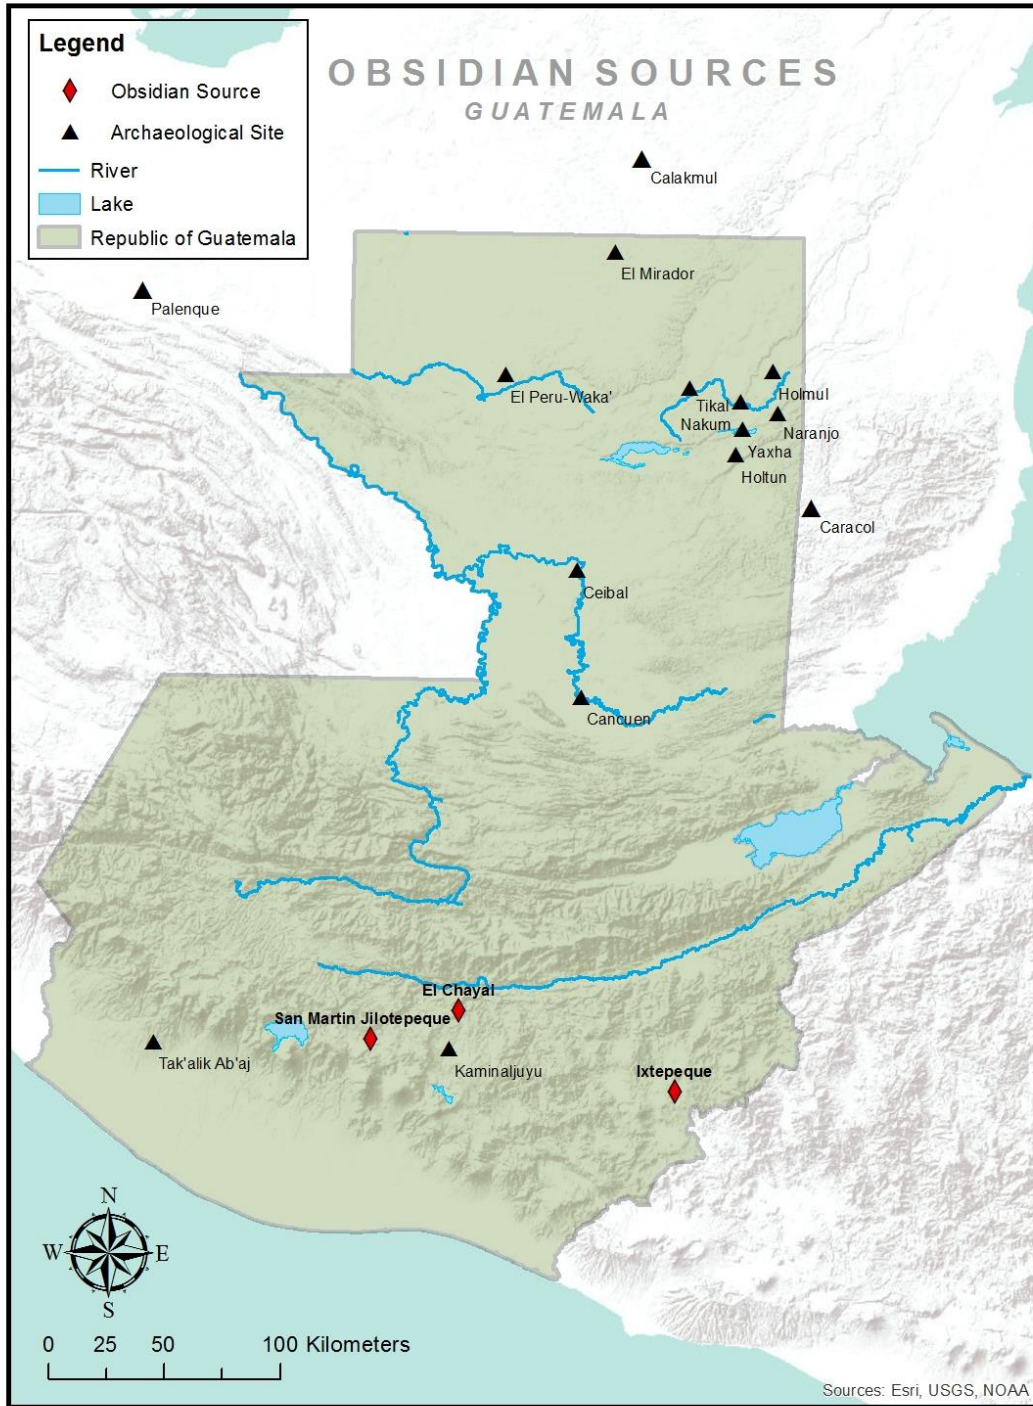 Legend
Obsidian Source
Archaeological Site
River
Lake
Republic of Guatemala
OBSIDIAN SOURCES
GUATEMALA
Calakmul
El Mirador
Palenque
El Peru-Waka'
Tikal
Holmul
Nakum
Naranjo
Yaxha
Holtun
Caracol
Ceibal
Cancuen
El Chayal
San Martin Jilotepeque
Tak'alik Ab'aj
Kaminaljuyu
Ixtepeque
N
W
E
S
0 25 50 100 Kilometers
Sources: Esri, USGS, NOAA